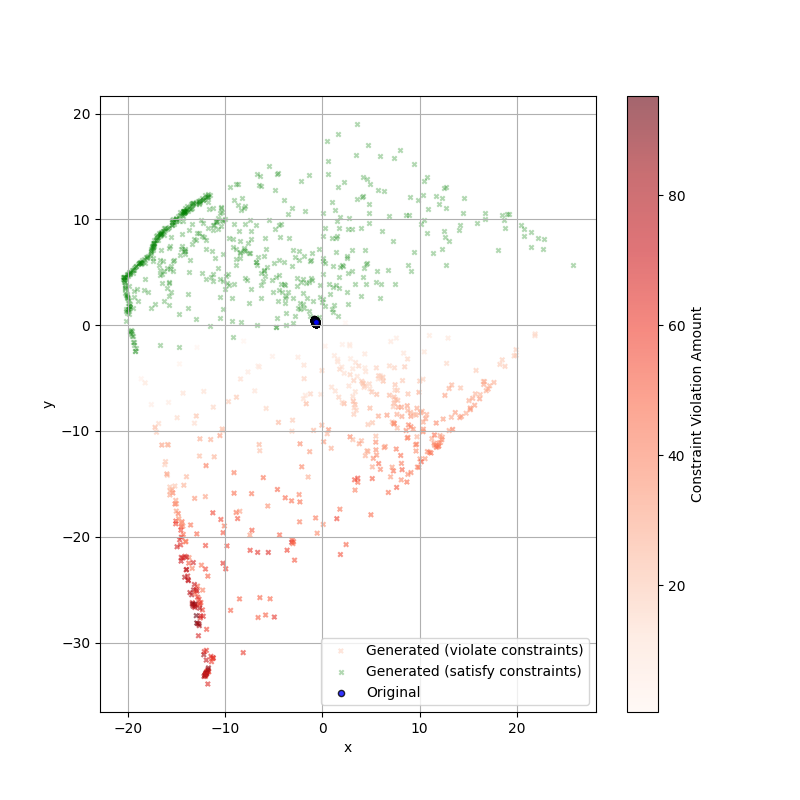 20
10
0
−10
−20
−30
y
−20
−10
0
10
20
x
Generated (violate constraints)
Generated (satisfy constraints)
Original
80
60
40
20
Constraint Violation Amount